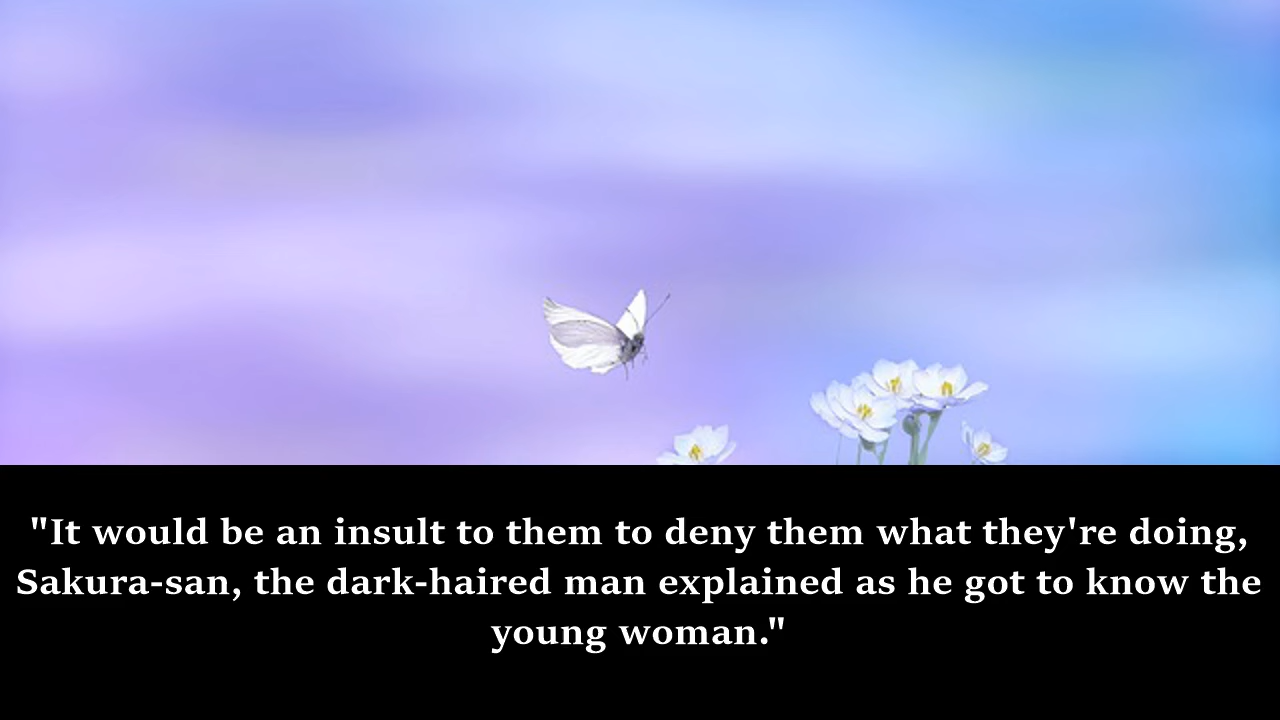 "It would be an insult to them to deny them what they're doing,
Sakura-san, the dark-haired man explained as he got to know the
young woman."